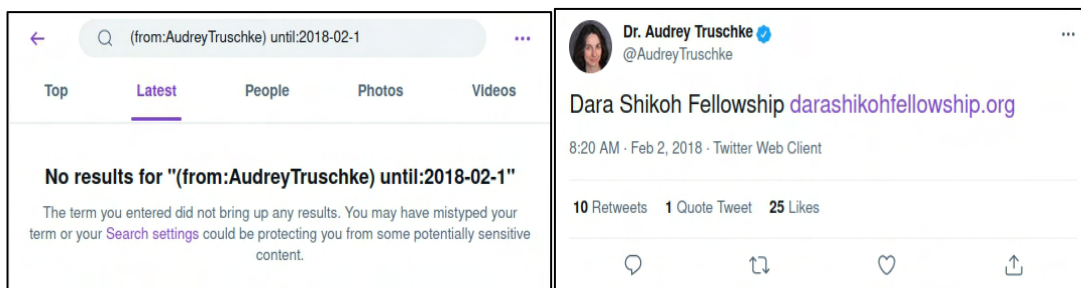 (from:AudreyTruschke) until:2018-02-1
Top Latest People Photos Videos
No results for "(from:AudreyTruschke) until:2018-02-1"
The term you entered did not bring up any results. You may have mistyped your
term or your Search settings could be protecting you from some potentially sensitive
content.
Dr. Audrey Truschke
@AudreyTruschke
Dara Shikoh Fellowship darashikohfellowship.org
8:20 AM · Feb 2, 2018 · Twitter Web Client
10 Retweets 1 Quote Tweet 25 Likes